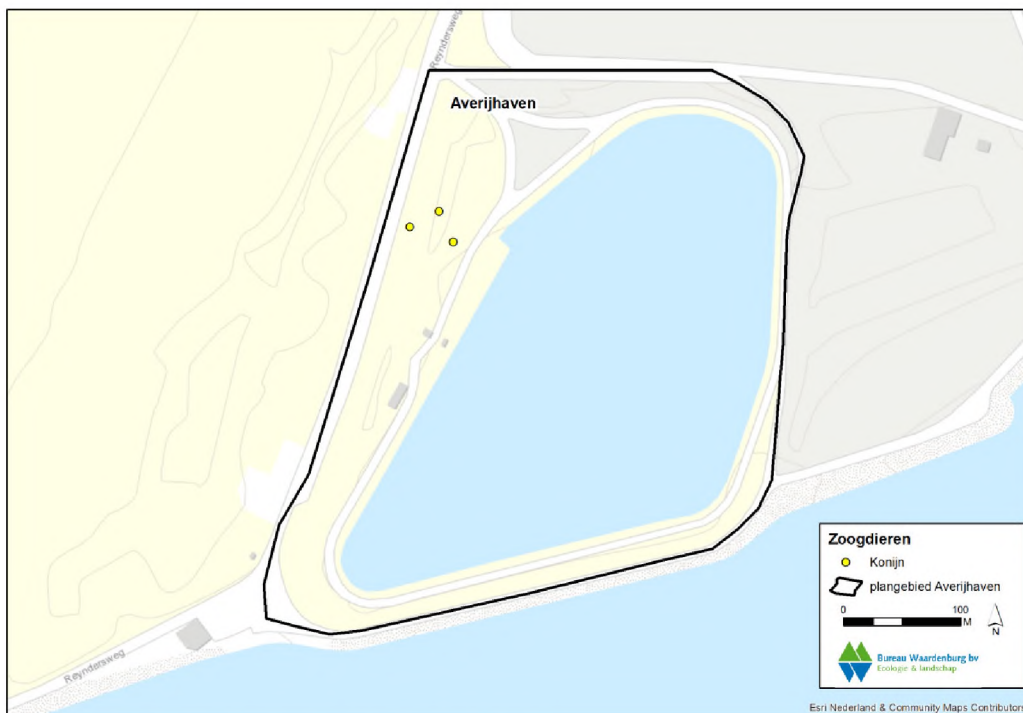 Reyndersweg
Averijhaven
Zoogdieren
Konijn
plangebied Averijhaven
0 100
M
N
Bureau Waardenburg bv
Ecologie & landschap
Reyndersweg
Esri Nederland & Community Maps Contributors